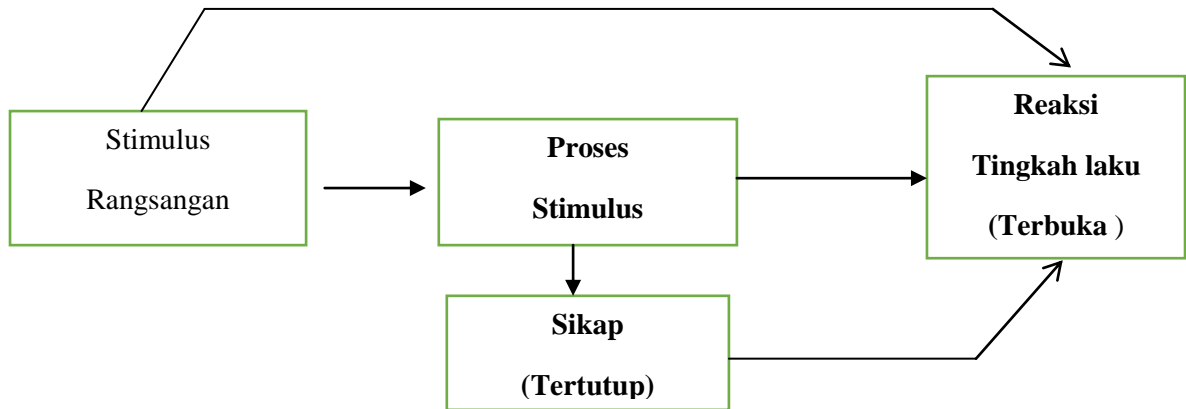 Stimulus
Rangsangan
Proses
Stimulus
Reaksi
Tingkah laku
(Terbuka )
Sikap
(Tertutup)